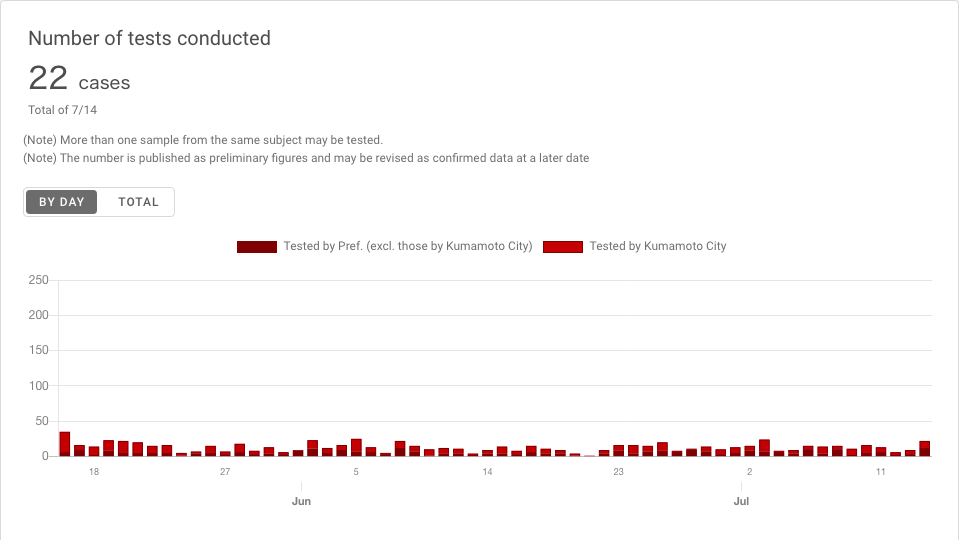 Number of tests conducted
22 cases
Total of 7/14
(Note) More than one sample from the same subject may be tested.
(Note) The number is published as preliminary figures and may be revised as confirmed data at a later date
BY DAY TOTAL
Tested by Pref. (excl. those by Kumamoto City) Tested by Kumamoto City
250
200
150
100
50
0
18 27 5 14 23 2 11
Jun Jul